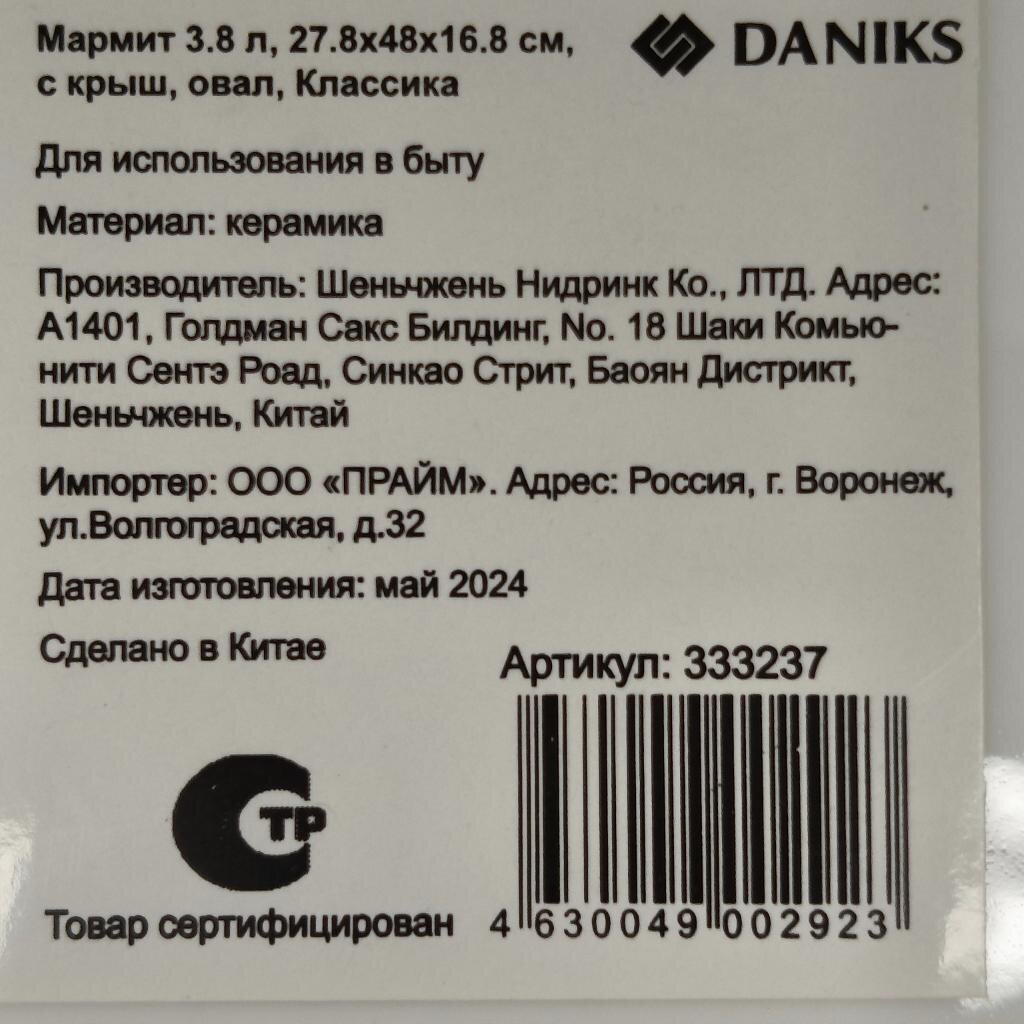 Мармит 3.8 л, 27.8х48х16.8 см,
с крыш, овал, Классика
DANIKS
Для использования в быту
Материал: керамика
Производитель: Шеньчжень Нидринк Ко., ЛТД. Адрес:
А1401, Голдман Сакс Билдинг, No. 18 Шаки Комью-
нити Сентэ Роад, Синкао Стрит, Баоян Дистрикт,
Шеньчжень, Китай
Импортер: ООО «ПРАЙМ». Адрес: Россия, г. Воронеж,
ул.Волгоградская, д.32
Дата изготовления: май 2024
Сделано в Китае
Артикул: 333237
СТР
Товар сертифицирован
4 630049 002923